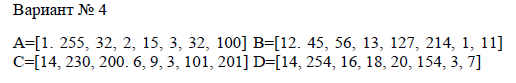 Вариант № 4
A=[1. 255, 32, 2, 15, 3, 32, 100] B=[12. 45, 56, 13, 127, 214, 1, 11]
C=[14, 230, 200. 6, 9, 3, 101, 201] D=[14, 254, 16, 18, 20, 154, 3, 7]